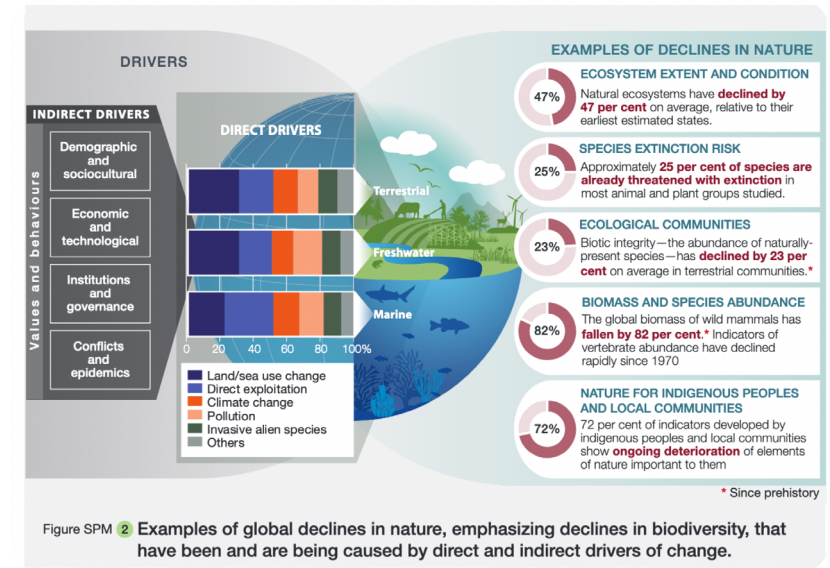 DRIVERS
INDIRECT DRIVERS
Values and behaviours
Demographic
and
sociocultural
Economic
and
technological
Institutions
and
governance
Conflicts
and
epidemics
DIRECT DRIVERS
Terrestrial
Freshwater
Marine
0 20 40 60 80 100%
Land/sea use change
Direct exploitation
Climate change
Pollution
Invasive alien species
Others
EXAMPLES OF DECLINES IN NATURE
47%
ECOSYSTEM EXTENT AND CONDITION
Natural ecosystems have declined by
47 per cent on average, relative to their
earliest estimated states.
25%
SPECIES EXTINCTION RISK
Approximately 25 per cent of species are
already threatened with extinction in
most animal and plant groups studied.
23%
ECOLOGICAL COMMUNITIES
Biotic integrity—the abundance of naturally-
present species—has declined by 23 per
cent on average in terrestrial communities.*
82%
BIOMASS AND SPECIES ABUNDANCE
The global biomass of wild mammals has
fallen by 82 per cent.* Indicators of
vertebrate abundance have declined
rapidly since 1970
72%
NATURE FOR INDIGENOUS PEOPLES
AND LOCAL COMMUNITIES
72 per cent of indicators developed by
indigenous peoples and local communities
show ongoing deterioration of elements
of nature important to them
* Since prehistory
Figure SPM 2 Examples of global declines in nature, emphasizing declines in biodiversity, that
have been and are being caused by direct and indirect drivers of change.